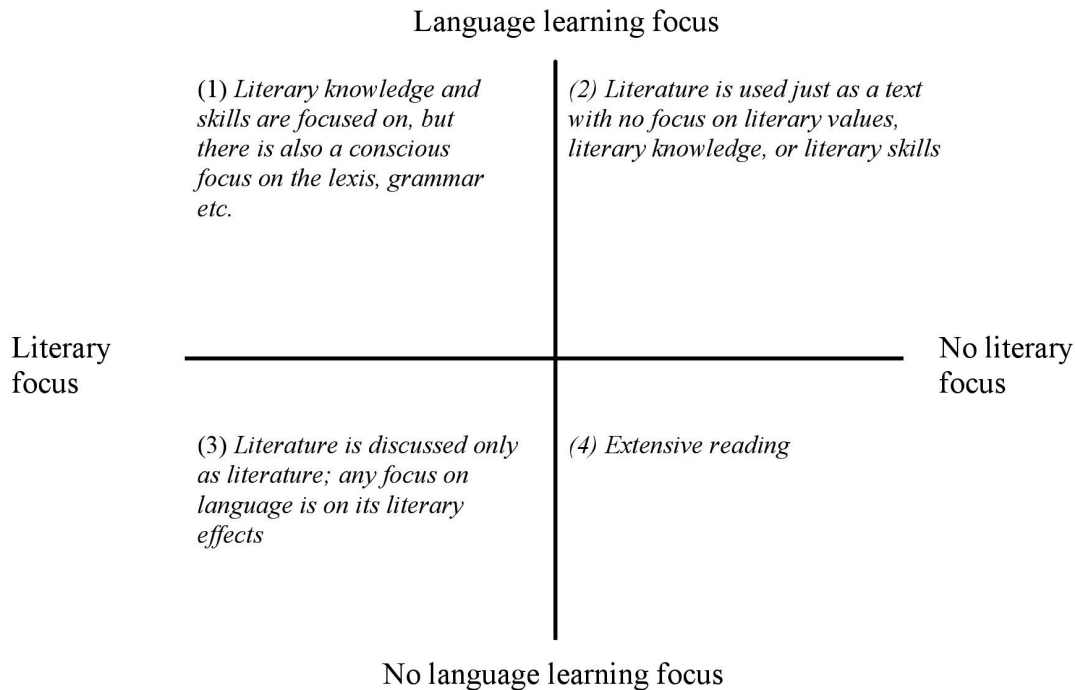 Language learning focus
(1) Literary knowledge and
skills are focused on, but
there is also a conscious
focus on the lexis, grammar
etc.
(2) Literature is used just as a text
with no focus on literary values,
literary knowledge, or literary skills
Literary
focus
No literary
focus
(3) Literature is discussed only
as literature; any focus on
language is on its literary
effects
(4) Extensive reading
No language learning focus